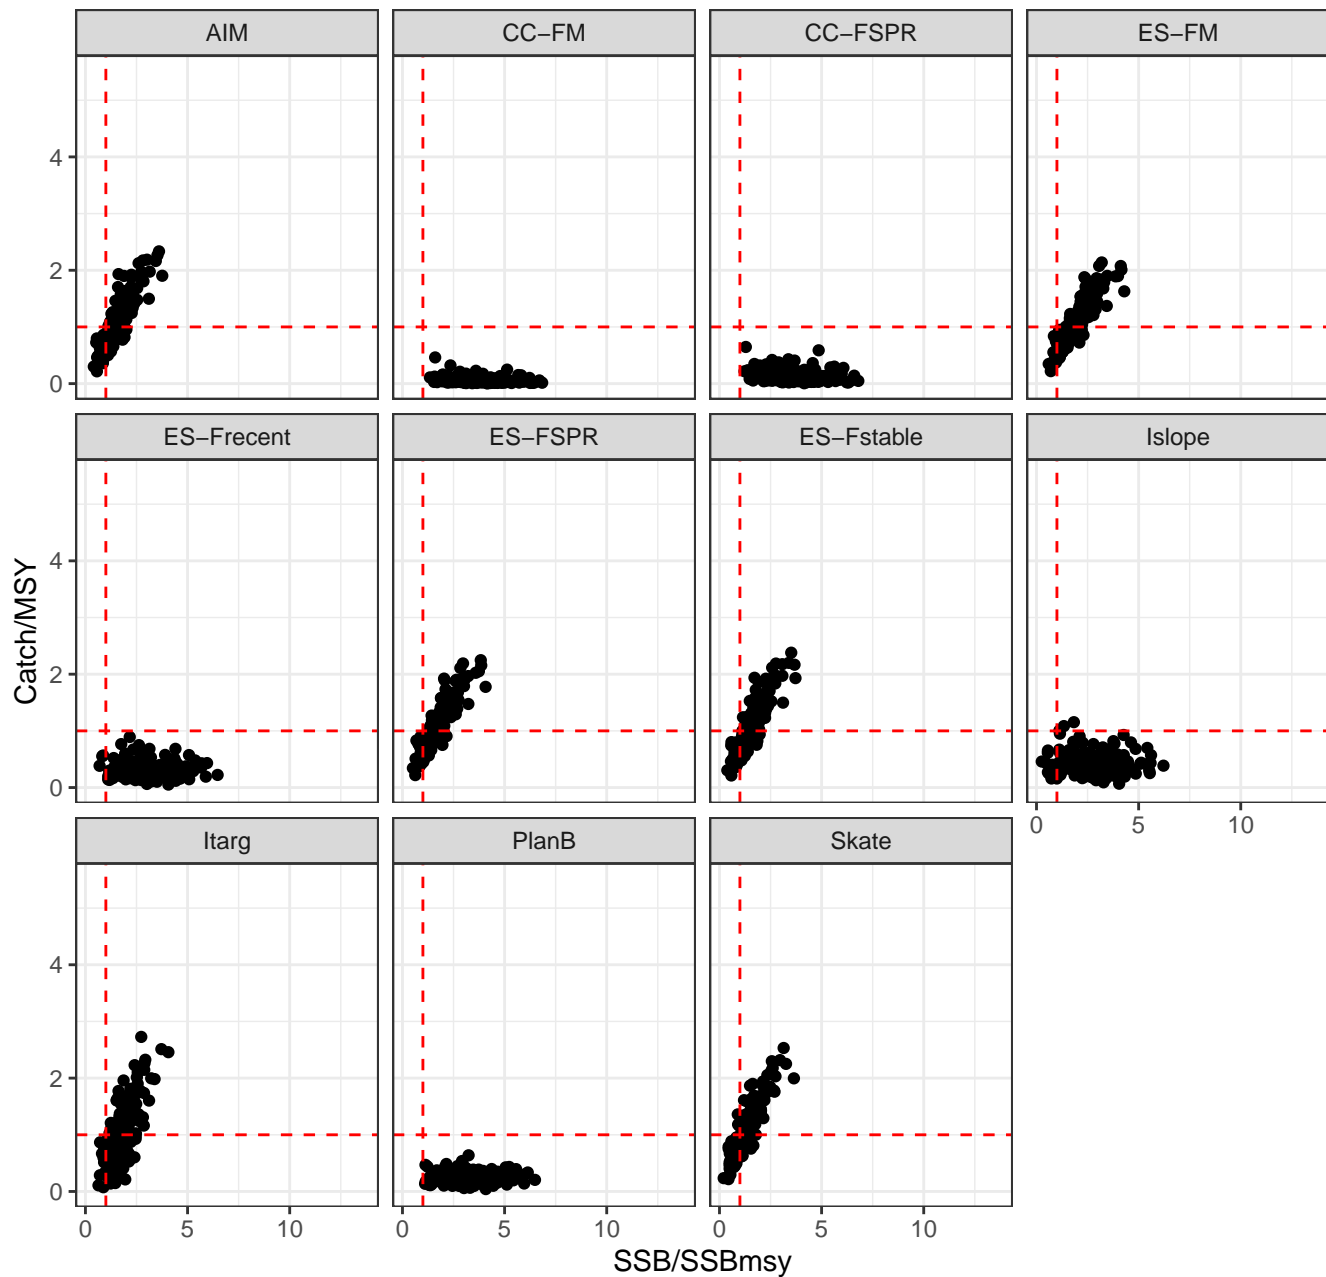 AIM CC−FM CC−FSPR ES−FM
4
2
0
ES−Frecent ES−FSPR ES−Fstable Islope
4
2
0
0 5 10
Itarg PlanB Skate
4
2
0
0 5 10 0 5 10 0 5 10
SSB/SSBmsy
Catch/MSY